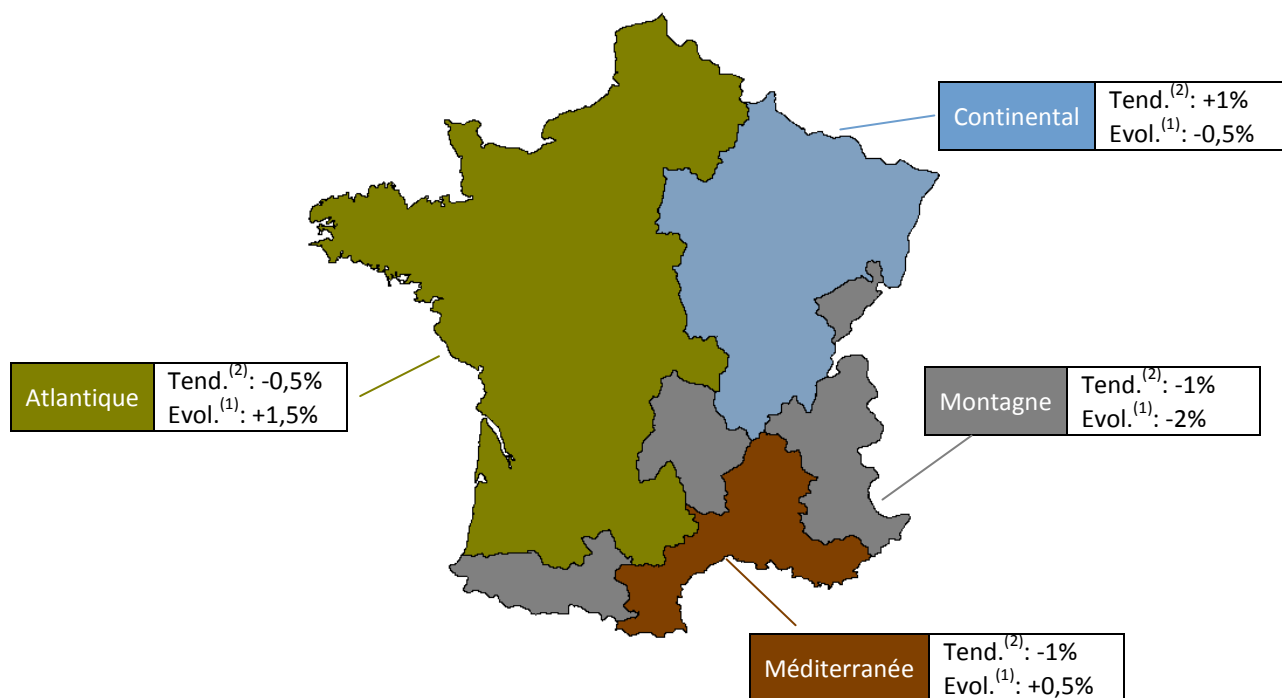 Continental
Tend.(2): +1%
Evol.(1): -0,5%
Atlantique
Tend.(2): -0,5%
Evol.(1): +1,5%
Montagne
Tend.(2): -1%
Evol.(1): -2%
Méditerranée
Tend.(2): -1%
Evol.(1): +0,5%